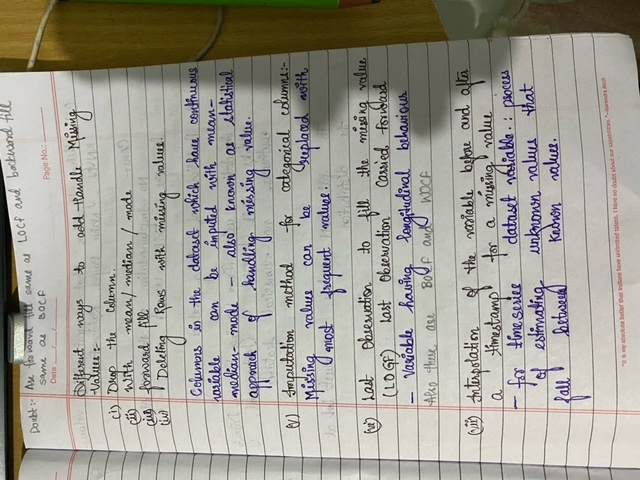 Doubt:- Are forward fill same as LOCF and backward fill
same as BOCF
Date ___/___/___
Page No.:
Different ways to add Handle Missing
Values:-
(i) Drop the Column.
(ii) With mean/median/mode
(iii) forward fill
(iv) Deleting Rows with missing values.
Columns in the dataset which have continuous
variable can be imputed with mean-
median-mode - also known as statistical
approach of handling missing value.
(v) Imputation method for categorical columns:-
Missing values can be replaced with
most frequent values.
(vi) Last Observation to fill the missing value
(LOGF) Last Observation Carried forward
- Variable having longitudinal behaviour
Also these are BOCF and WOCF
(vii) Interpolation of the variable before and after
a timestamp for a missing value
- for time series dataset variable. : process
of estimating unknown values that
fall between known values.
"It is my absolute belief that Indians have unlimited talent. I have no doubt about our capabilities." -Narendra Modi